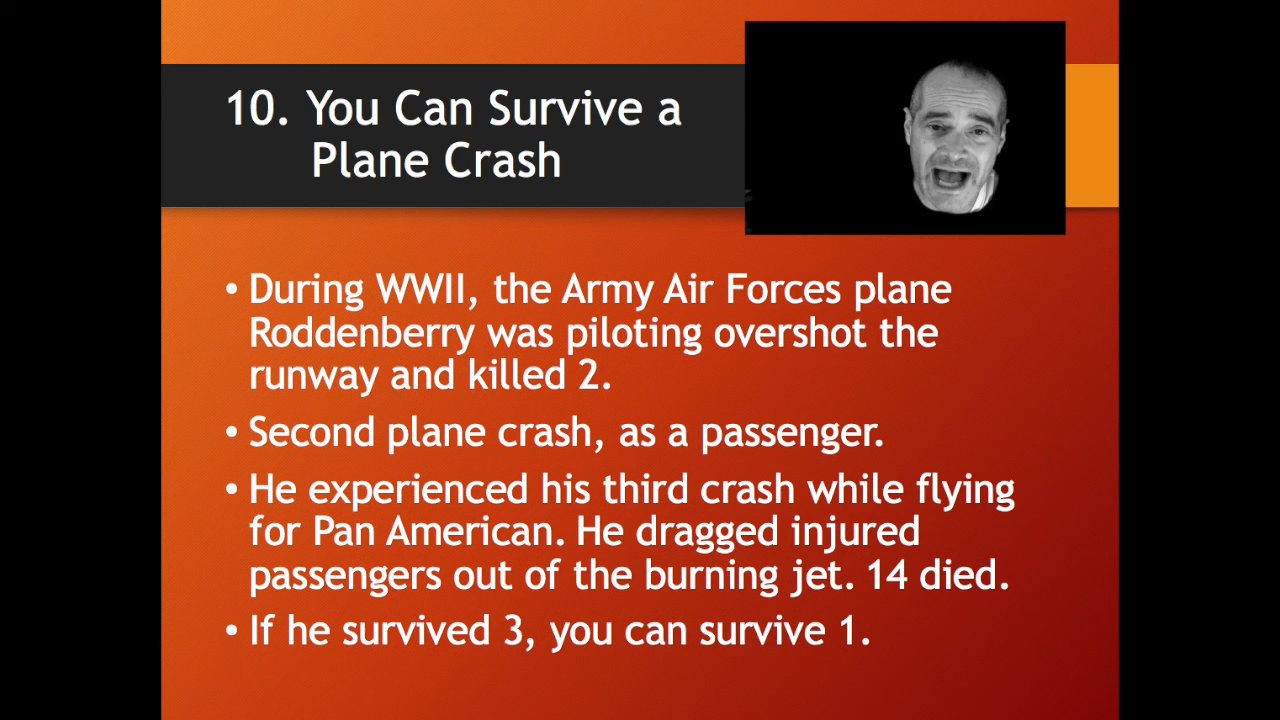 10. You Can Survive a
Plane Crash
• During WWII, the Army Air Forces plane
Roddenberry was piloting overshot the
runway and killed 2.
• Second plane crash, as a passenger.
• He experienced his third crash while flying
for Pan American. He dragged injured
passengers out of the burning jet. 14 died.
• If he survived 3, you can survive 1.